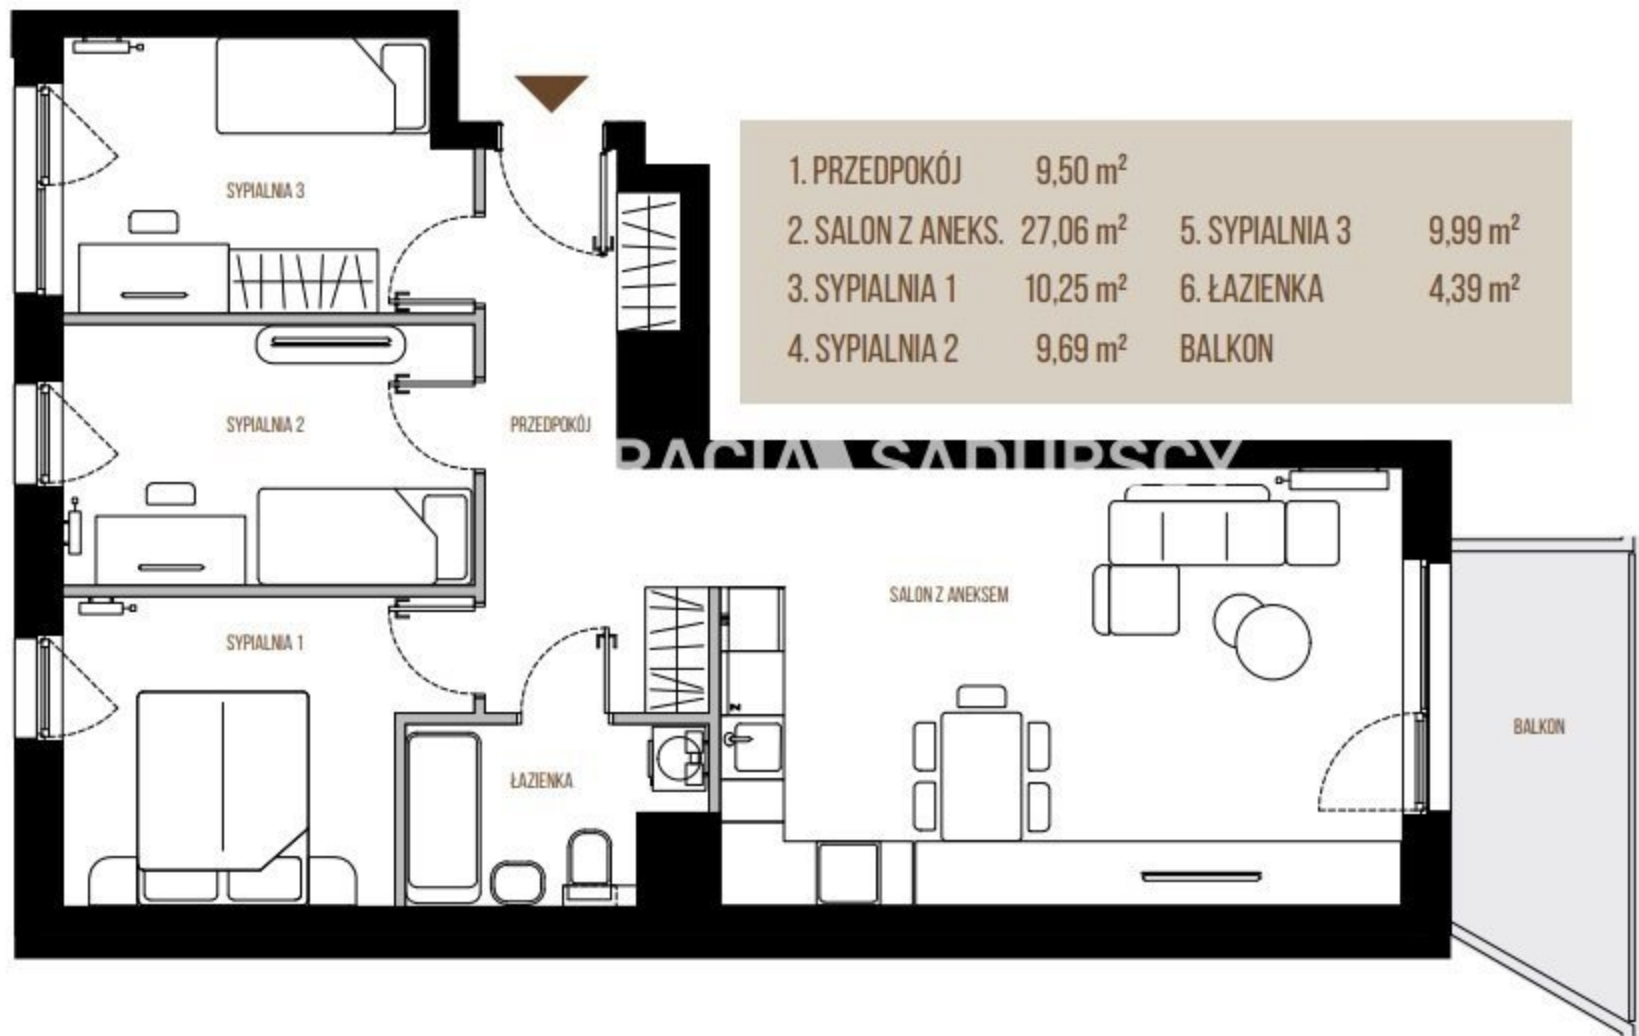 SYPIALNIA 3
1. PRZEDPOKÓJ 9,50 m²
2. SALON Z ANEKS. 27,06 m² 5. SYPIALNIA 3 9,99 m²
3. SYPIALNIA 1 10,25 m² 6. ŁAZIENKA 4,39 m²
4. SYPIALNIA 2 9,69 m² BALKON
SYPIALNIA 2
PRZEDPOKÓJ
RACJA SADURSCY
SALON Z ANEKSEM
SYPIALNIA 1
BALKON
ŁAZIENKA
Z